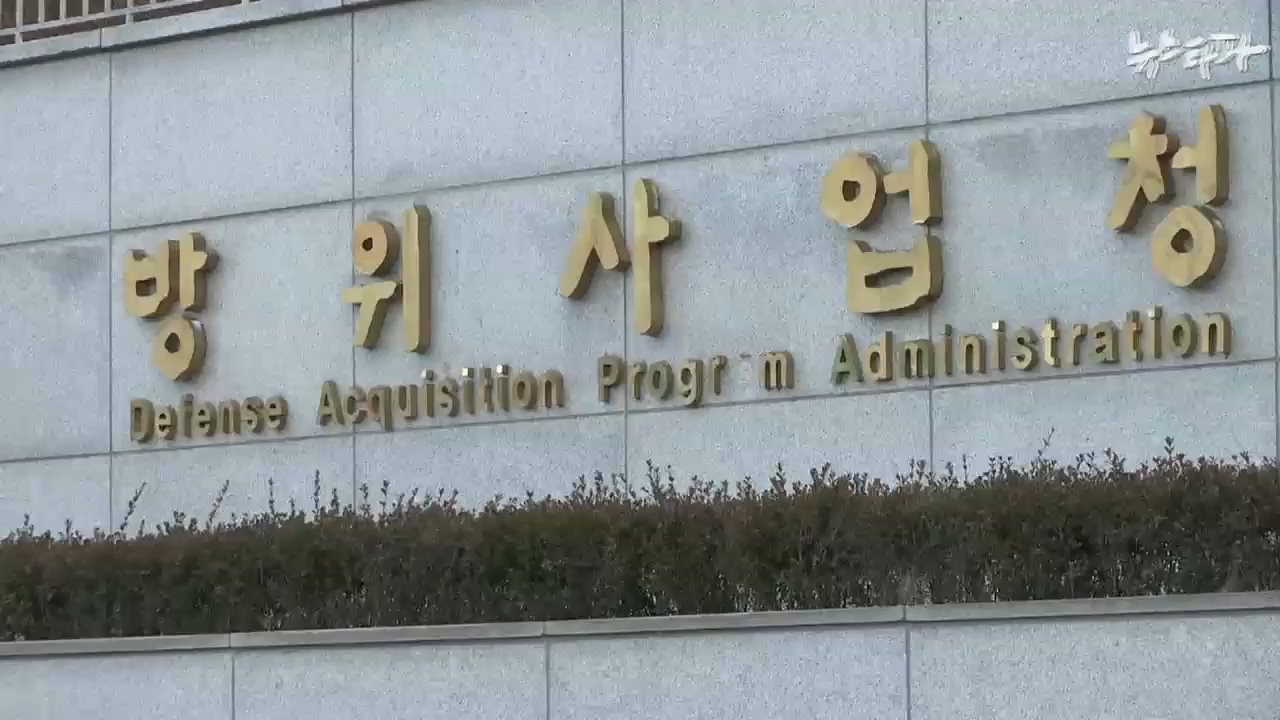 뉴스타파
방위사업청
Defense Acquisition Progr m Administration